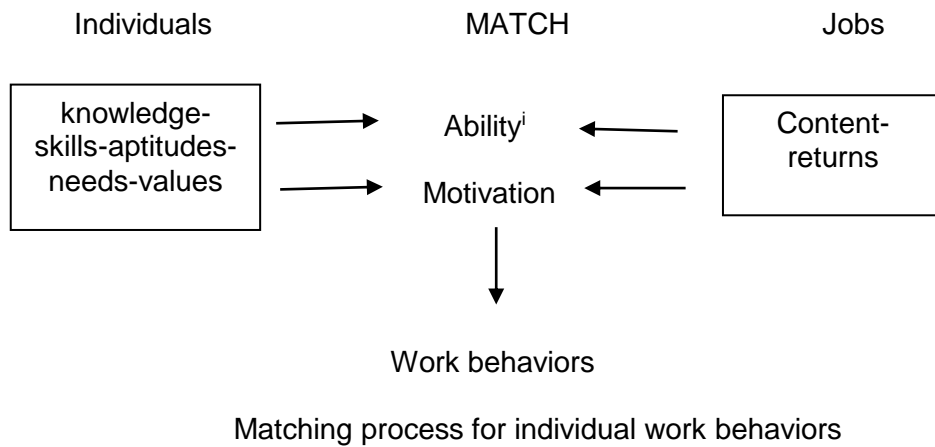 Individuals MATCH Jobs
knowledge-
skills-aptitudes-
needs-values
Abilityⁱ
Motivation
Content-
returns
Work behaviors
Matching process for individual work behaviors